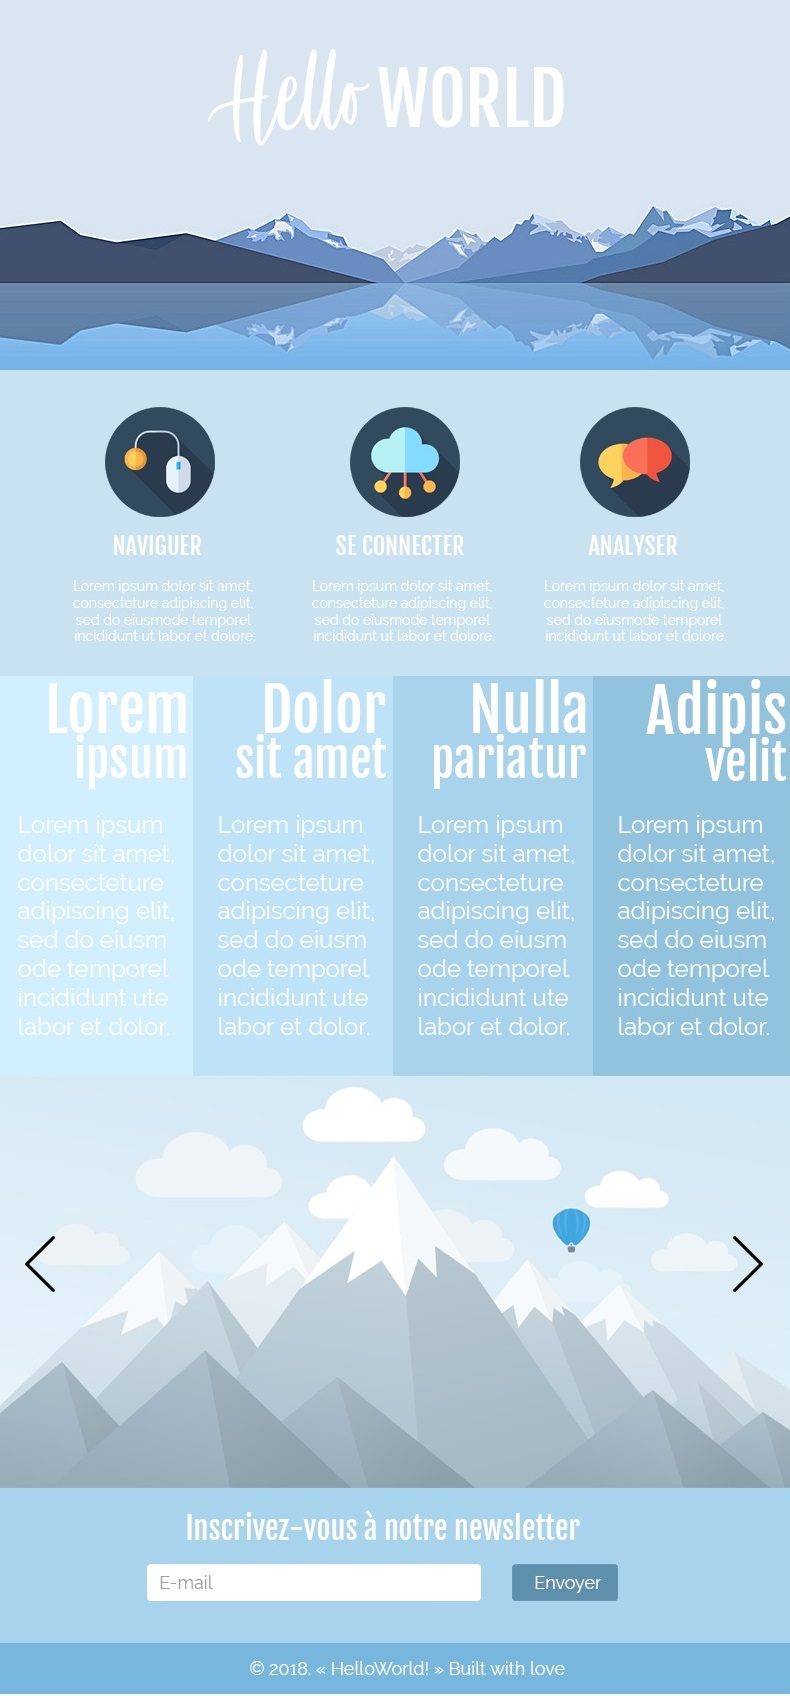 Hello WORLD
NAVIGUER
Lorem ipsum dolor sit amet,
consecteture adipiscing elit,
sed do eiusmode temporel
incididunt ut labor et dolore.
SE CONNECTER
Lorem ipsum dolor sit amet,
consecteture adipiscing elit,
sed do eiusmode temporel
incididunt ut labor et dolore.
ANALYSER
Lorem ipsum dolor sit amet,
consecteture adipiscing elit,
sed do eiusmode temporel
incididunt ut labor et dolore.
Lorem
ipsum
Lorem ipsum
dolor sit amet,
consecteture
adipiscing elit,
sed do eiusm
ode temporel
incididunt ute
labor et dolor.
Dolor
sit amet
Lorem ipsum
dolor sit amet,
consecteture
adipiscing elit,
sed do eiusm
ode temporel
incididunt ute
labor et dolor.
Nulla
pariatur
Lorem ipsum
dolor sit amet,
consecteture
adipiscing elit,
sed do eiusm
ode temporel
incididunt ute
labor et dolor.
Adipis
velit
Lorem ipsum
dolor sit amet,
consecteture
adipiscing elit,
sed do eiusm
ode temporel
incididunt ute
labor et dolor.
Inscrivez-vous à notre newsletter
E-mail
Envoyer
© 2018. « HelloWorld! » Built with love